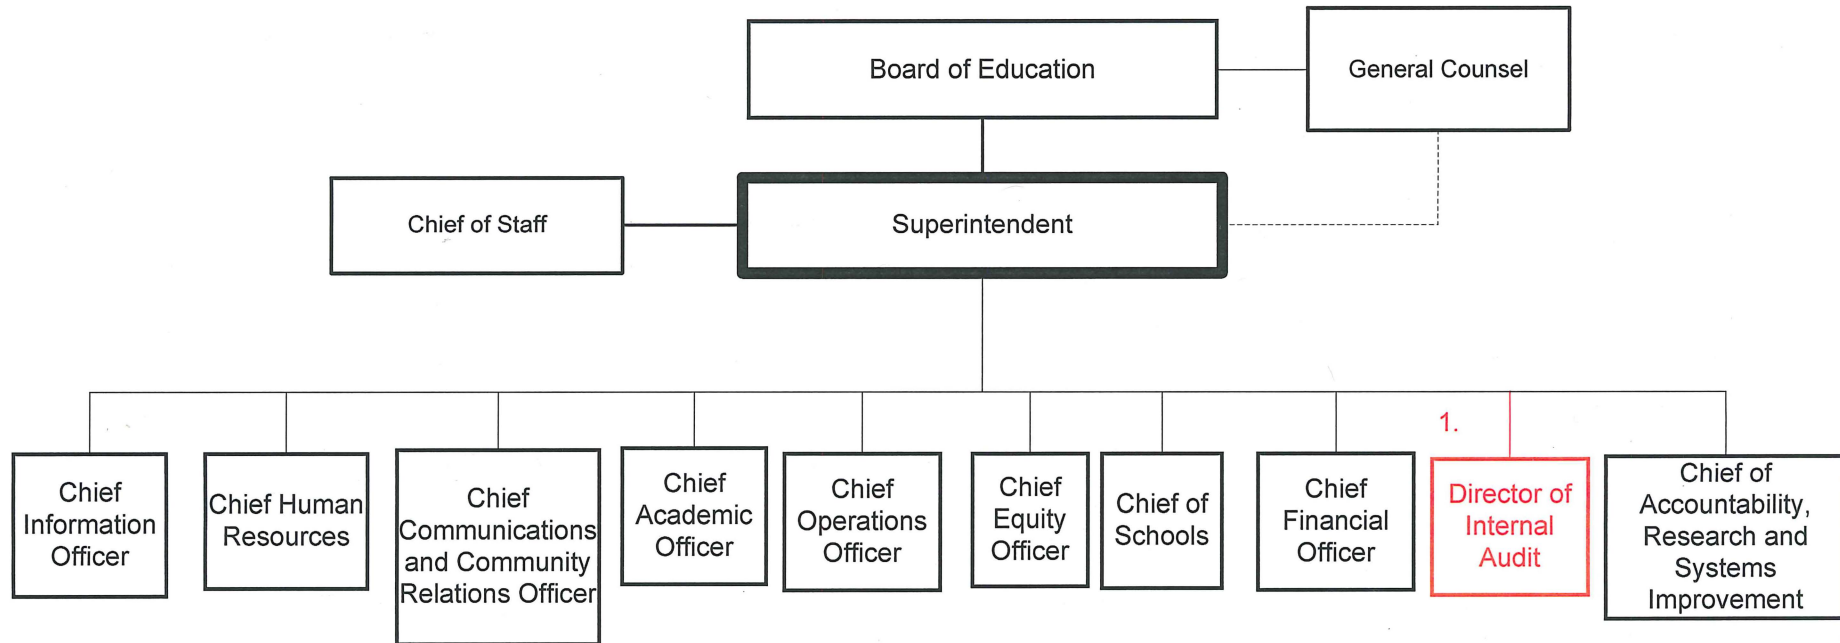 Board of Education
General Counsel
Chief of Staff
Superintendent
1.
Chief
Information
Officer
Chief Human
Resources
Chief
Communications
and Community
Relations Officer
Chief
Academic
Officer
Chief
Operations
Officer
Chief
Equity
Officer
Chief of
Schools
Chief
Financial
Officer
Director of
Internal
Audit
Chief of
Accountability,
Research and
Systems
Improvement